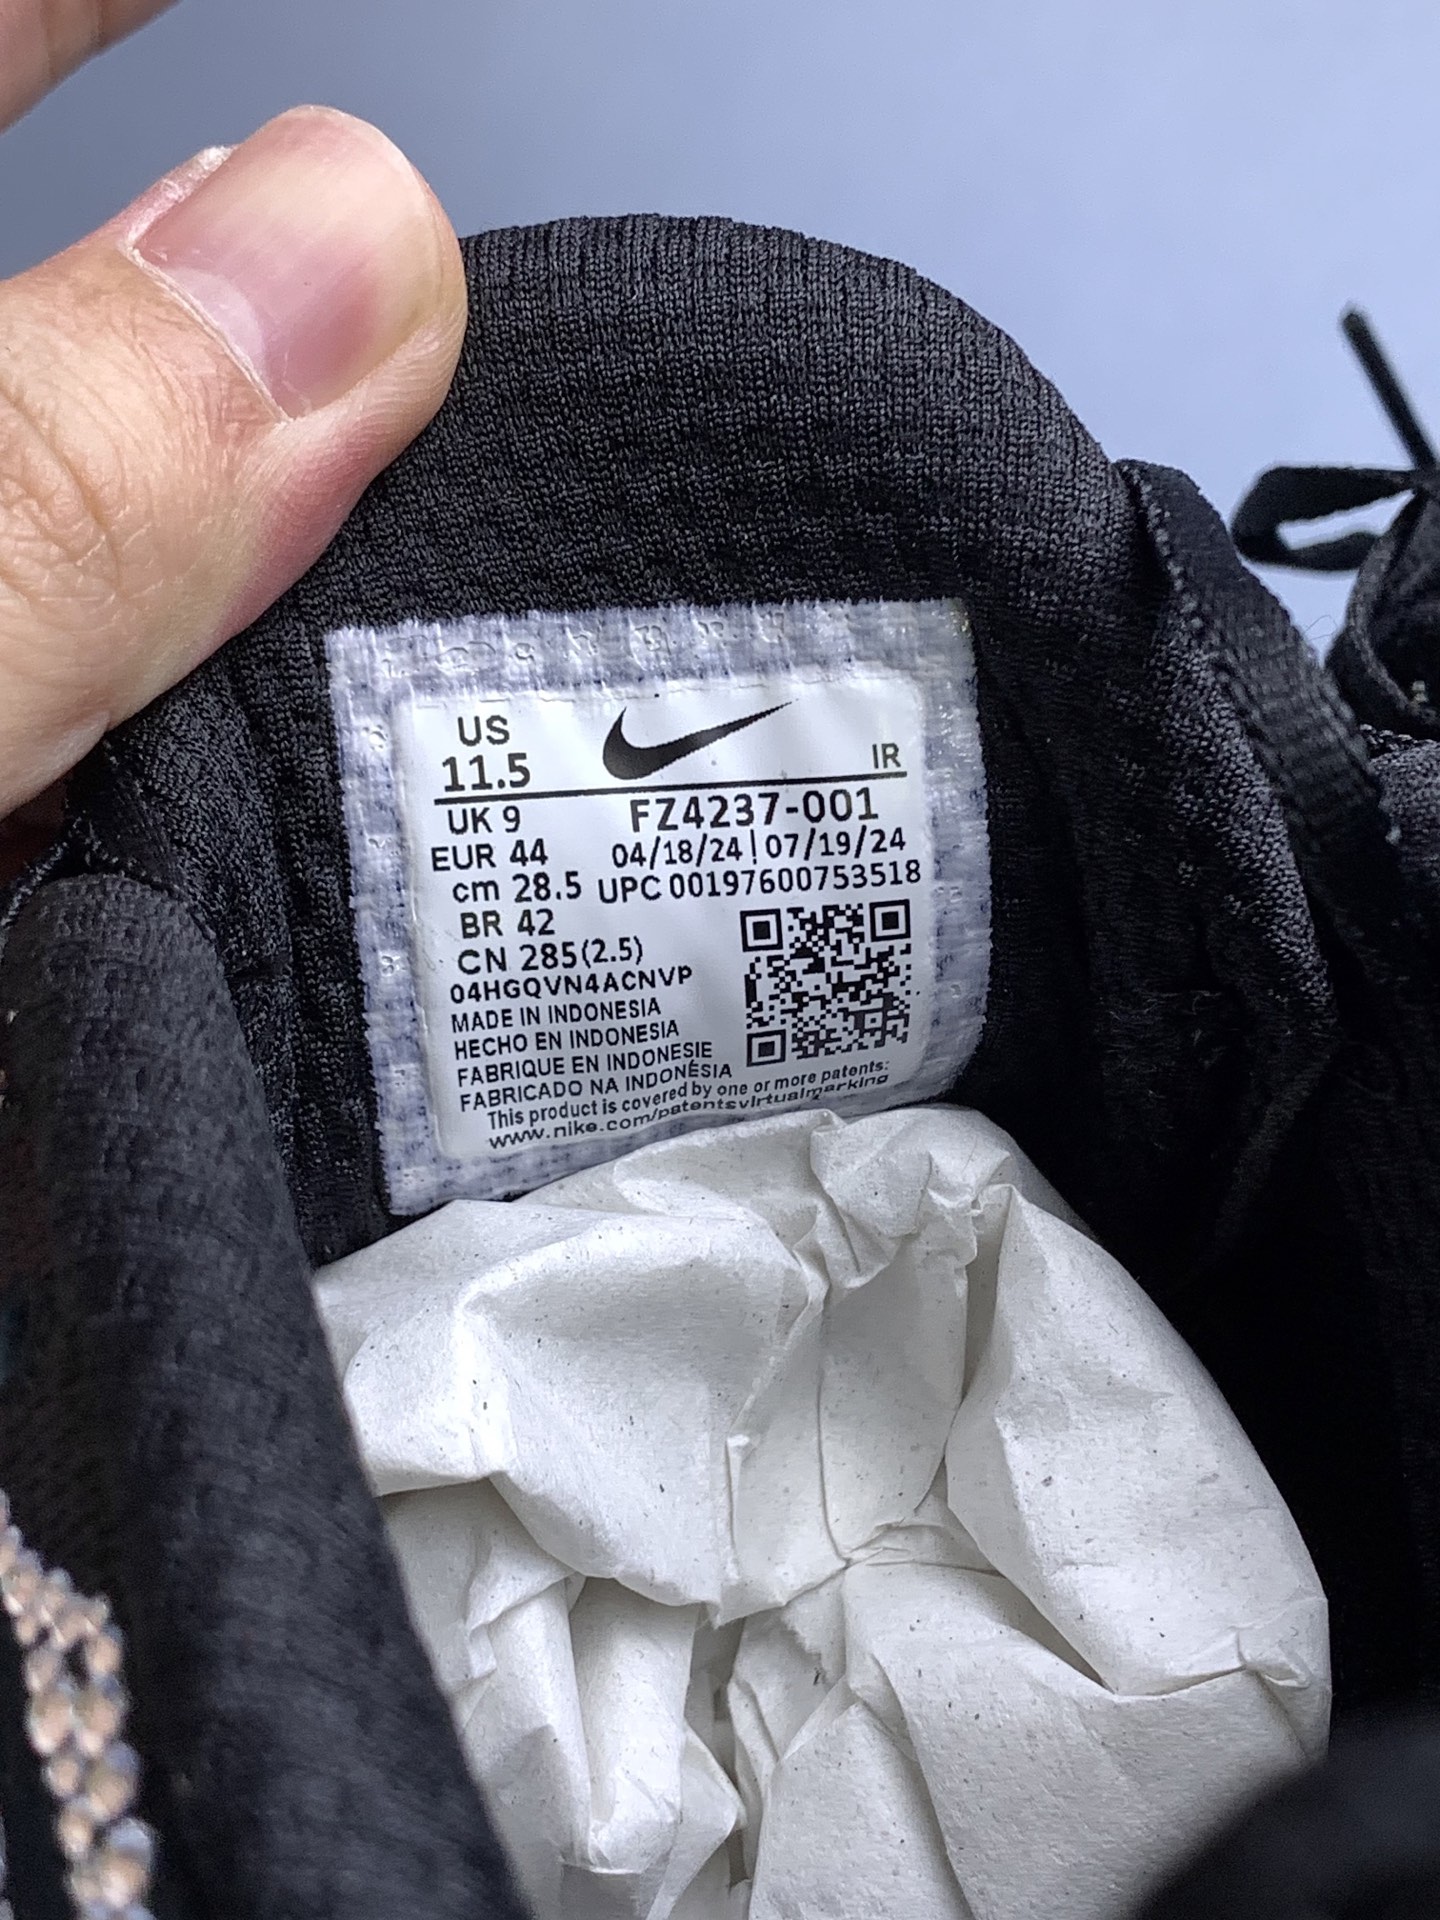 US
11.5
IR
UK 9
FZ4237-001
EUR 44
04/18/24|07/19/24
cm 28.5
UPC 00197600753518
BR 42
CN 285(2.5)
04HGQVN4ACNVP
MADE IN INDONESIA
HECHO EN INDONESIA
FABRIQUE EN INDONESIE
FABRICADO NA INDONÉSIA
This product is covered by one or more patents:
www.nike.com/patentsvirtualmarking